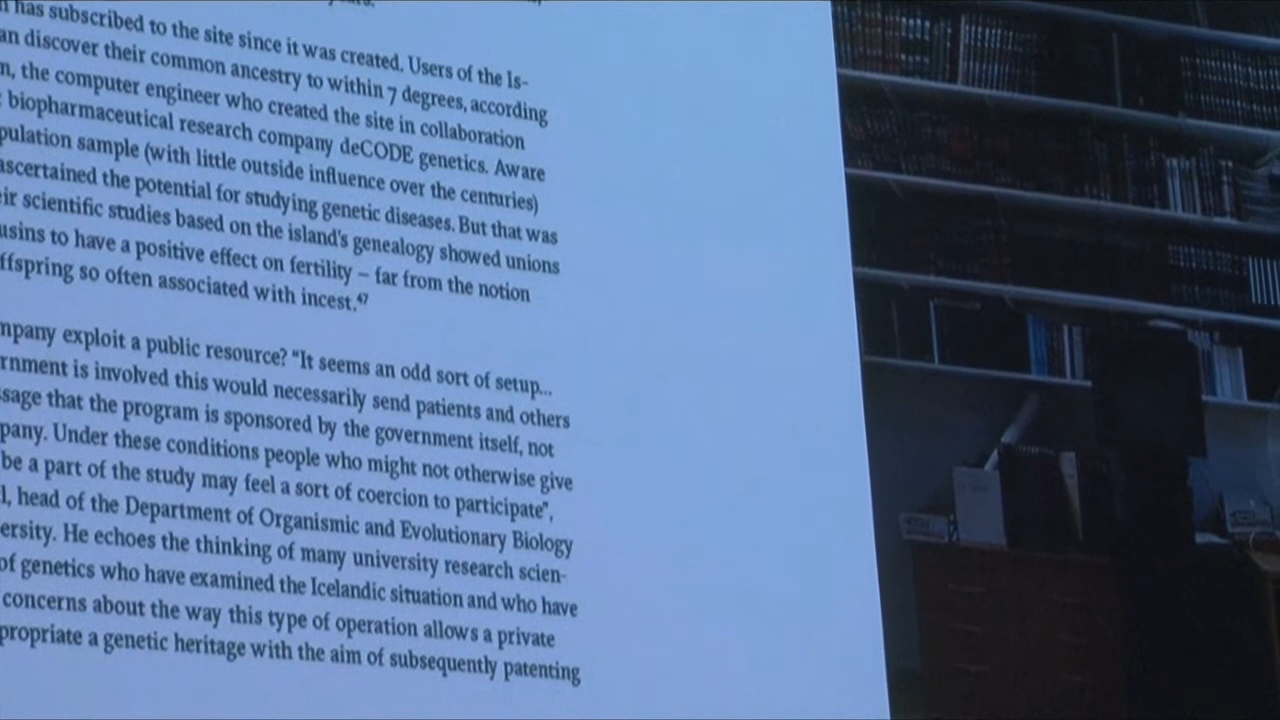 has subscribed to the site since it was created. Users of the Is-
an discover their common ancestry to within 7 degrees, according
n, the computer engineer who created the site in collaboration
biopharmaceutical research company deCODE genetics. Aware
pulation sample (with little outside influence over the centuries)
ascertained the potential for studying genetic diseases. But that was
eir scientific studies based on the island's genealogy showed unions
usins to have a positive effect on fertility – far from the notion
ffspring so often associated with incest.47
mpany exploit a public resource? "It seems an odd sort of setup...
rnment is involved this would necessarily send patients and others
ssage that the program is sponsored by the government itself, not
pany. Under these conditions people who might not otherwise give
be a part of the study may feel a sort of coercion to participate",
l, head of the Department of Organismic and Evolutionary Biology
ersity. He echoes the thinking of many university research scien-
of genetics who have examined the Icelandic situation and who have
concerns about the way this type of operation allows a private
propriate a genetic heritage with the aim of subsequently patenting